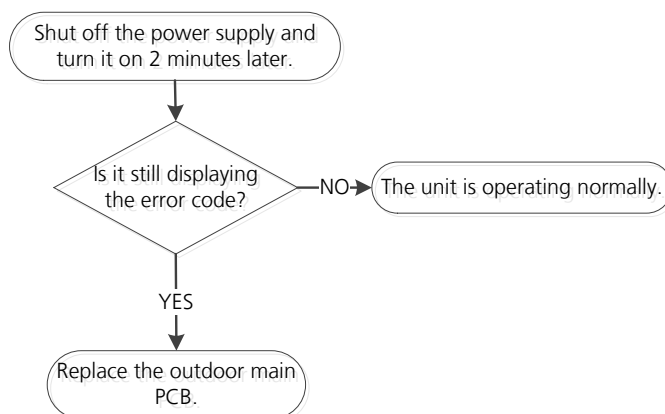 Shut off the power supply and
turn it on 2 minutes later.
Is it still displaying
the error code?
NO
The unit is operating normally.
YES
Replace the outdoor main
PCB.